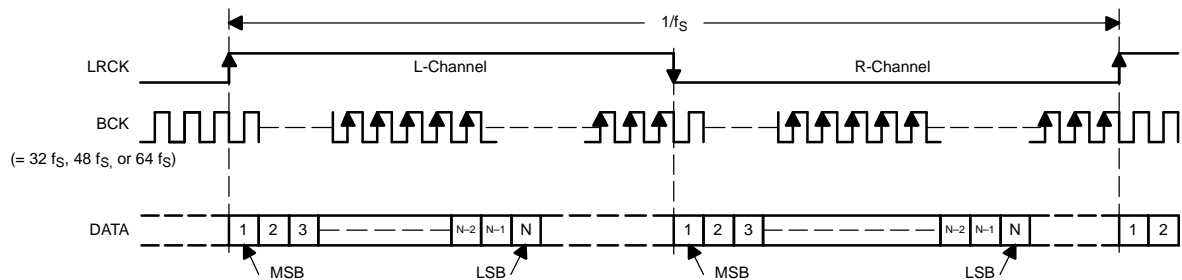 1/fS
LRCK
L-Channel
R-Channel
BCK
(= 32 fS, 48 fS, or 64 fS)
DATA
1 2 3 N–2 N–1 N 1 2 3 N–2 N–1 N 1 2
MSB LSB MSB LSB